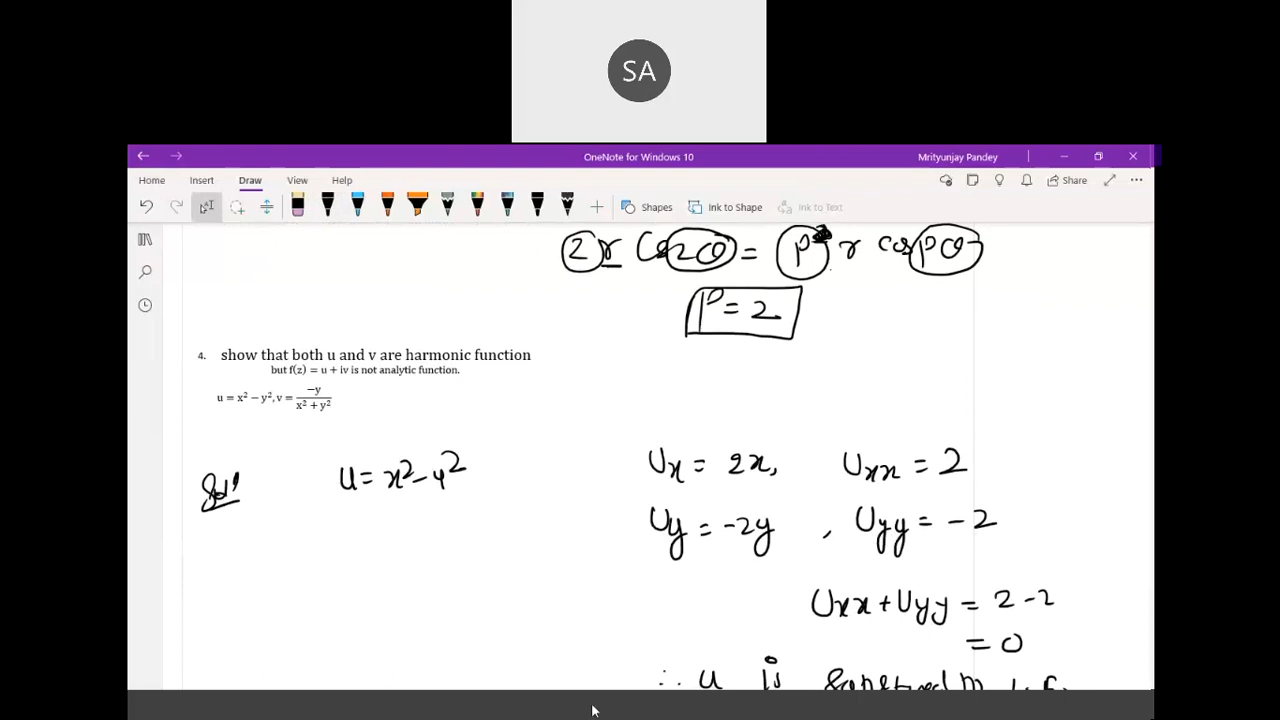 SA
OneNote for Windows 10
Mrityunjay Pandey
Home Insert Draw View Help
Share
Shapes Ink to Shape Ink to Text
2r Cos2θ = p r cos pθ
P = 2
4. show that both u and v are harmonic function
but f(z) = u + iv is not analytic function.
u = x² − y², v = −y / x² + y²
Solⁿ u = x² − y² Ux = 2x, Uxx = 2
Uy = −2y , Uyy = −2
Uxx + Uyy = 2 − 2
= 0
∴ u is